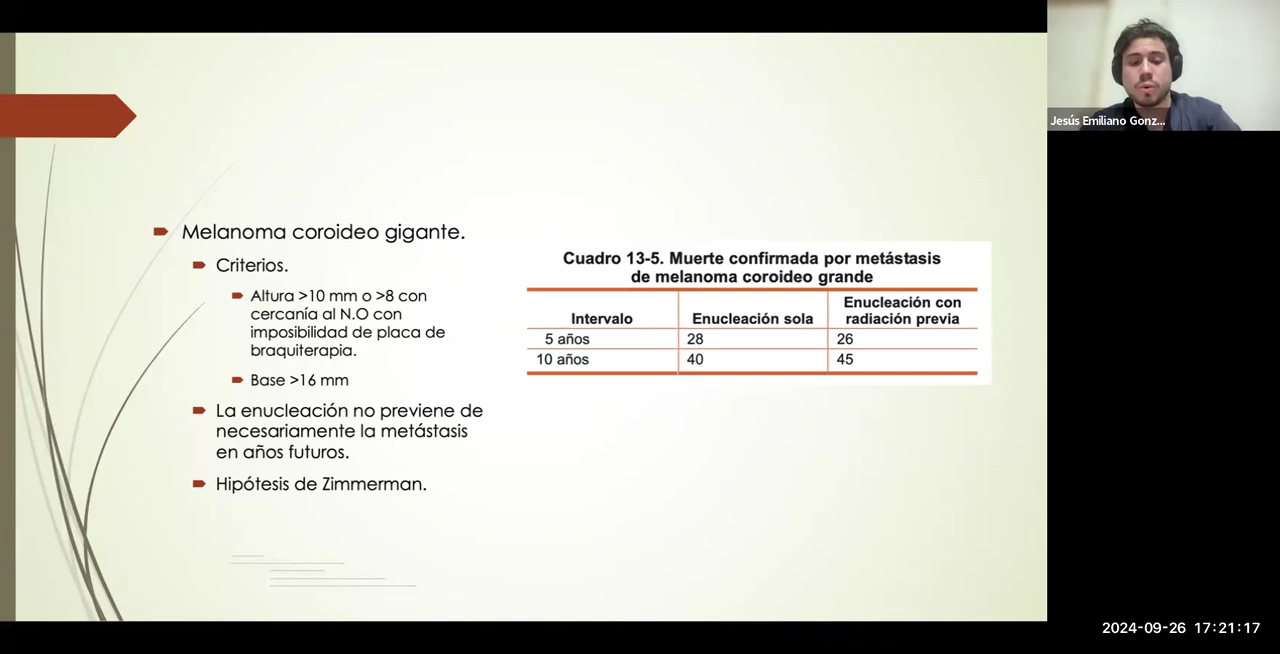 Melanoma coroideo gigante.
Criterios.
Altura >10 mm o >8 con
cercanía al N.O con
imposibilidad de placa de
braquiterapia.
Base >16 mm
La enucleación no previene de
necesariamente la metástasis
en años futuros.
Hipótesis de Zimmerman.
Cuadro 13-5. Muerte confirmada por metástasis
de melanoma coroideo grande
Intervalo Enucleación sola Enucleación con
radiación previa
5 años 28 26
10 años 40 45
Jesús Emiliano Gonz...
2024-09-26 17:21:17